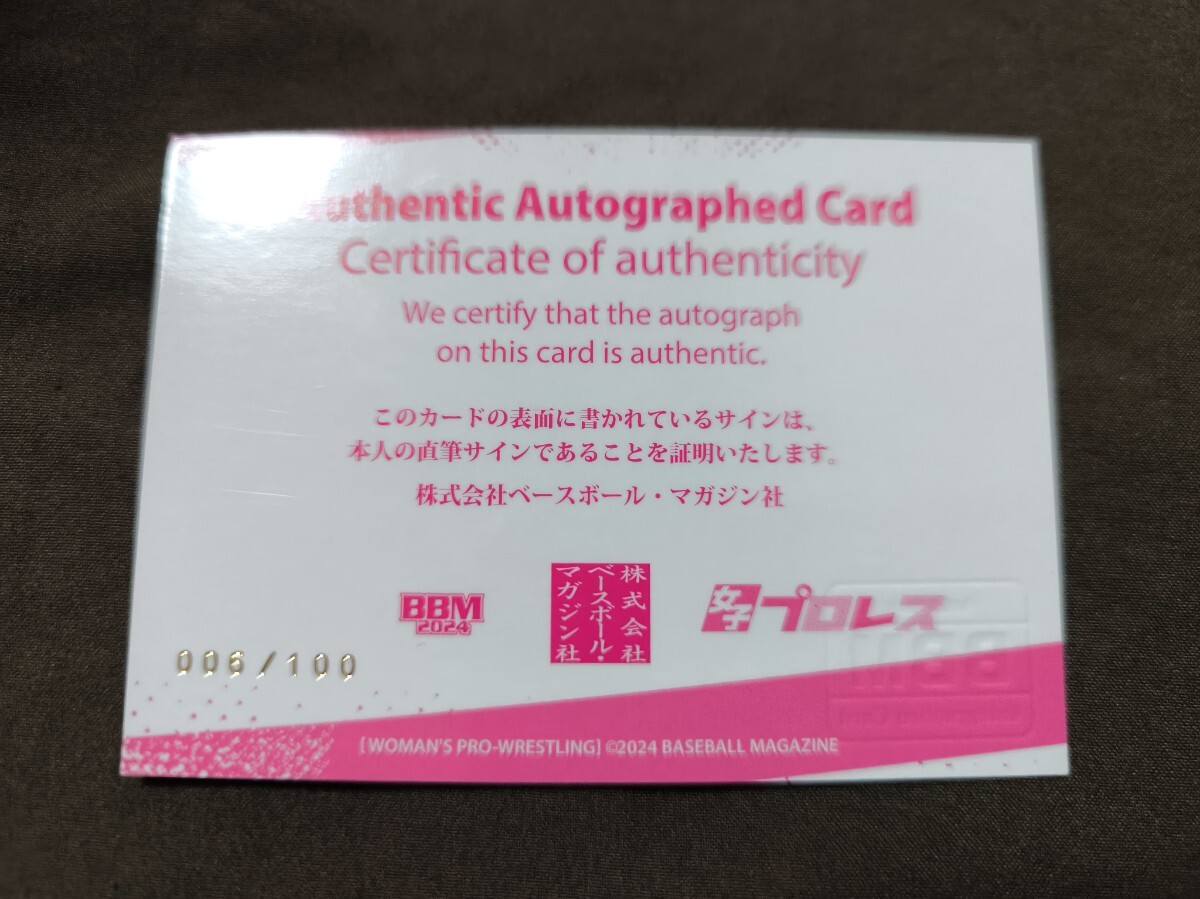 Authentic Autographed Card
Certificate of authenticity
We certify that the autograph
on this card is authentic.
このカードの表面に書かれているサインは、
本人の直筆サインであることを証明いたします。
株式会社ベースボール・マガジン社
BBM
2024
株式会社
ベースボール・
マガジン社
女子プロレス
BBM
006/100
[WOMAN'S PRO-WRESTLING] ©2024 BASEBALL MAGAZINE